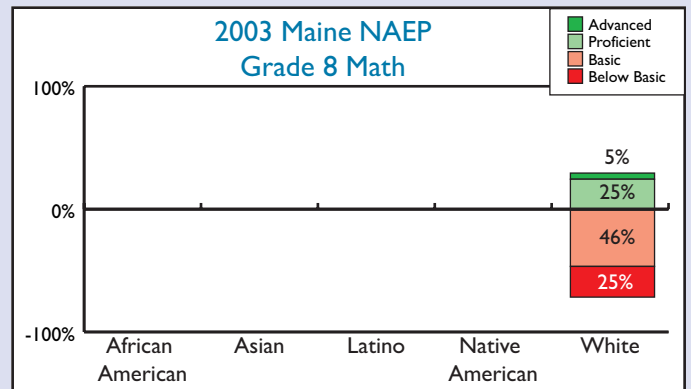 2003 Maine NAEP
Grade 8 Math
Advanced
Proficient
Basic
Below Basic
100%
0%
-100%
5%
25%
46%
25%
African American
Asian
Latino
Native American
White